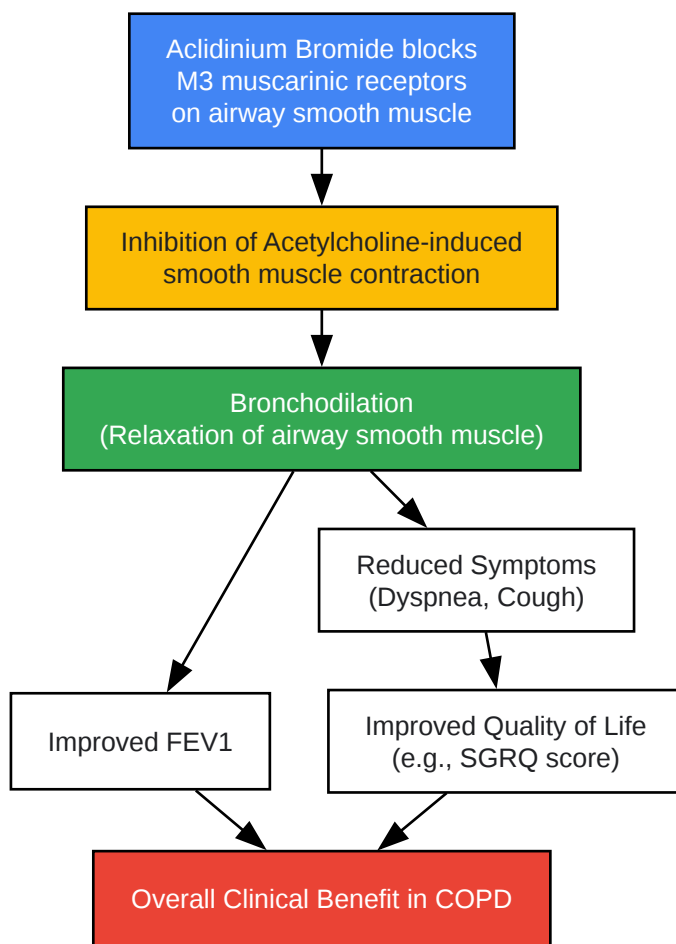 Aclidinium Bromide blocks
M3 muscarinic receptors
on airway smooth muscle
Inhibition of Acetylcholine-induced
smooth muscle contraction
Bronchodilation
(Relaxation of airway smooth muscle)
Reduced Symptoms
(Dyspnea, Cough)
Improved FEV1
Improved Quality of Life
(e.g., SGRQ score)
Overall Clinical Benefit in COPD